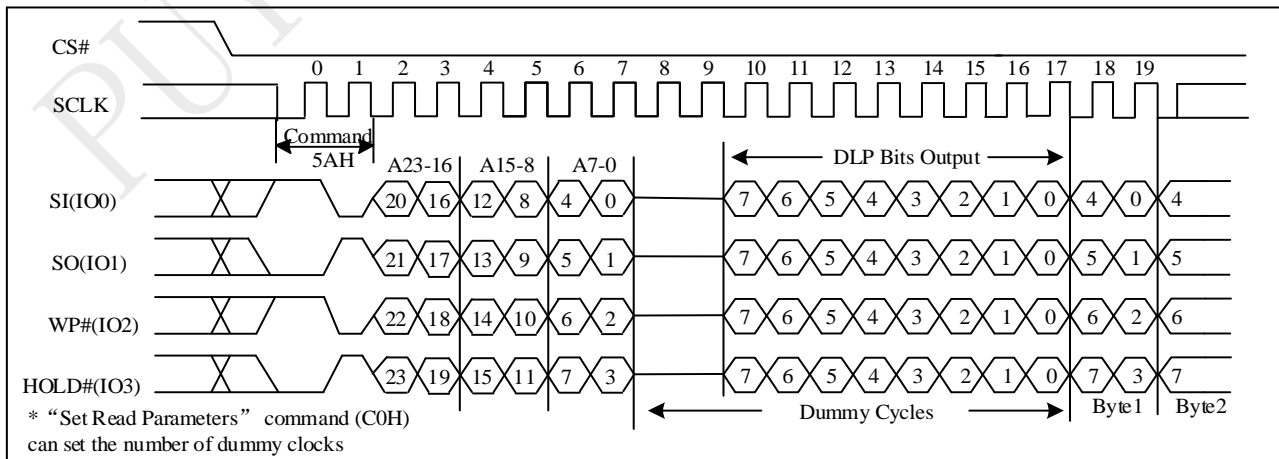 PU
CS#
0 1 2 3 4 5 6 7 8 9 10 11 12 13 14 15 16 17 18 19
SCLK
Command
5AH
A23-16 A15-8 A7-0 DLP Bits Output
SI(IO0) 20 16 12 8 4 0 7 6 5 4 3 2 1 0 4 0 4
SO(IO1) 21 17 13 9 5 1 7 6 5 4 3 2 1 0 5 1 5
WP#(IO2) 22 18 14 10 6 2 7 6 5 4 3 2 1 0 6 2 6
HOLD#(IO3) 23 19 15 11 7 3 7 6 5 4 3 2 1 0 7 3 7
Dummy Cycles Byte1 Byte2
* “Set Read Parameters” command (C0H)
can set the number of dummy clocks